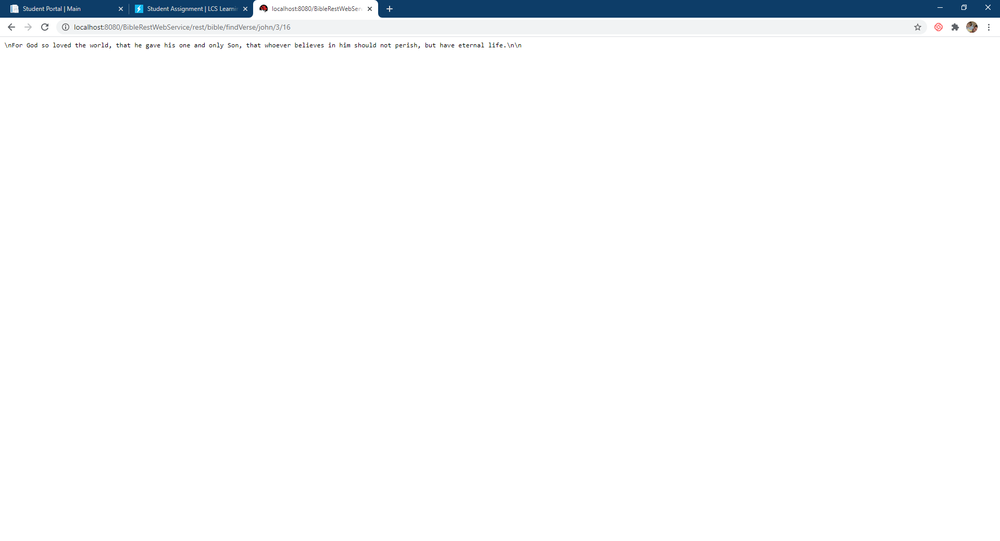 Student Portal | Main
Student Assignment | LCS Learnin
localhost:8080/BibleRestWebServ
localhost:8080/BibleRestWebService/rest/bible/findVerse/john/3/16
\nFor God so loved the world, that he gave his one and only Son, that whoever believes in him should not perish, but have eternal life.\n\n